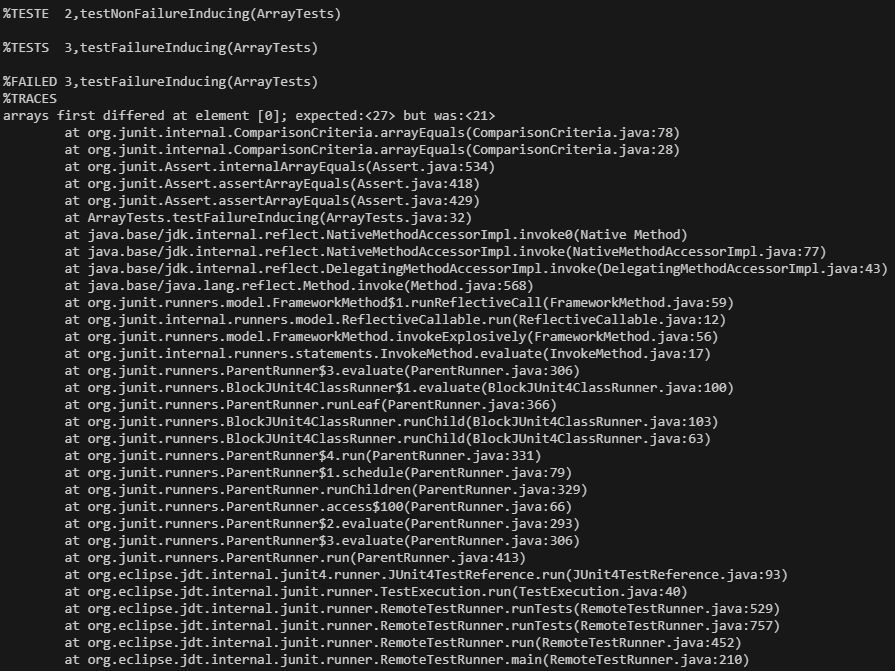 %TESTE  2,testNonFailureInducing(ArrayTests)
%TESTS  3,testFailureInducing(ArrayTests)
%FAILED 3,testFailureInducing(ArrayTests)
%TRACES
arrays first differed at element [0]; expected:<27> but was:<21>
        at org.junit.internal.ComparisonCriteria.arrayEquals(ComparisonCriteria.java:78)
        at org.junit.internal.ComparisonCriteria.arrayEquals(ComparisonCriteria.java:28)
        at org.junit.Assert.internalArrayEquals(Assert.java:534)
        at org.junit.Assert.assertArrayEquals(Assert.java:418)
        at org.junit.Assert.assertArrayEquals(Assert.java:429)
        at ArrayTests.testFailureInducing(ArrayTests.java:32)
        at java.base/jdk.internal.reflect.NativeMethodAccessorImpl.invoke0(Native Method)
        at java.base/jdk.internal.reflect.NativeMethodAccessorImpl.invoke(NativeMethodAccessorImpl.java:77)
        at java.base/jdk.internal.reflect.DelegatingMethodAccessorImpl.invoke(DelegatingMethodAccessorImpl.java:43)
        at java.base/java.lang.reflect.Method.invoke(Method.java:568)
        at org.junit.runners.model.FrameworkMethod$1.runReflectiveCall(FrameworkMethod.java:59)
        at org.junit.internal.runners.model.ReflectiveCallable.run(ReflectiveCallable.java:12)
        at org.junit.runners.model.FrameworkMethod.invokeExplosively(FrameworkMethod.java:56)
        at org.junit.internal.runners.statements.InvokeMethod.evaluate(InvokeMethod.java:17)
        at org.junit.runners.ParentRunner$3.evaluate(ParentRunner.java:306)
        at org.junit.runners.BlockJUnit4ClassRunner$1.evaluate(BlockJUnit4ClassRunner.java:100)
        at org.junit.runners.ParentRunner.runLeaf(ParentRunner.java:366)
        at org.junit.runners.BlockJUnit4ClassRunner.runChild(BlockJUnit4ClassRunner.java:103)
        at org.junit.runners.BlockJUnit4ClassRunner.runChild(BlockJUnit4ClassRunner.java:63)
        at org.junit.runners.ParentRunner$4.run(ParentRunner.java:331)
        at org.junit.runners.ParentRunner$1.schedule(ParentRunner.java:79)
        at org.junit.runners.ParentRunner.runChildren(ParentRunner.java:329)
        at org.junit.runners.ParentRunner.access$100(ParentRunner.java:66)
        at org.junit.runners.ParentRunner$2.evaluate(ParentRunner.java:293)
        at org.junit.runners.ParentRunner$3.evaluate(ParentRunner.java:306)
        at org.junit.runners.ParentRunner.run(ParentRunner.java:413)
        at org.eclipse.jdt.internal.junit4.runner.JUnit4TestReference.run(JUnit4TestReference.java:93)
        at org.eclipse.jdt.internal.junit.runner.TestExecution.run(TestExecution.java:40)
        at org.eclipse.jdt.internal.junit.runner.RemoteTestRunner.runTests(RemoteTestRunner.java:529)
        at org.eclipse.jdt.internal.junit.runner.RemoteTestRunner.runTests(RemoteTestRunner.java:757)
        at org.eclipse.jdt.internal.junit.runner.RemoteTestRunner.run(RemoteTestRunner.java:452)
        at org.eclipse.jdt.internal.junit.runner.RemoteTestRunner.main(RemoteTestRunner.java:210)